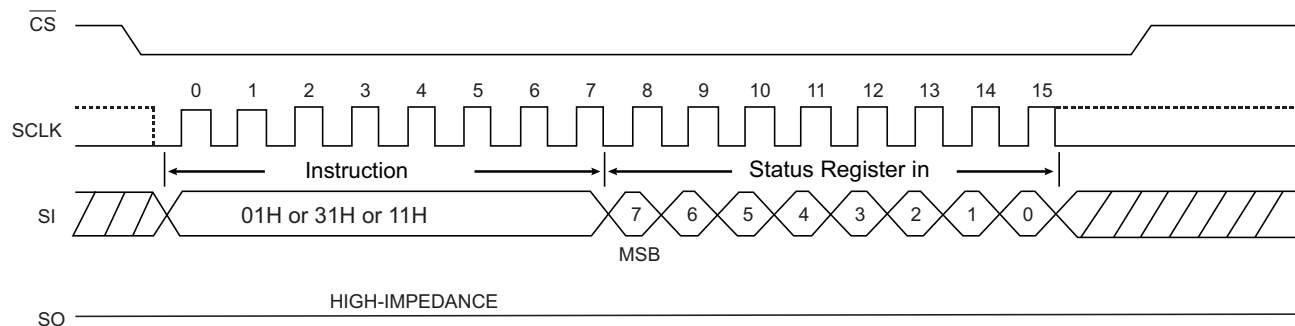 CS
0 1 2 3 4 5 6 7 8 9 10 11 12 13 14 15
SCLK
Instruction Status Register in
SI 01H or 31H or 11H 7 6 5 4 3 2 1 0
MSB
HIGH-IMPEDANCE
SO